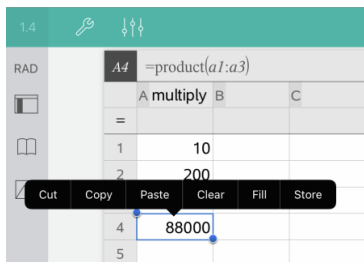 1.4
RAD
A4 =product(a1:a3)
A multiply B C
=
1 10
2 200
Cut Copy Paste Clear Fill Store
4 88000
5